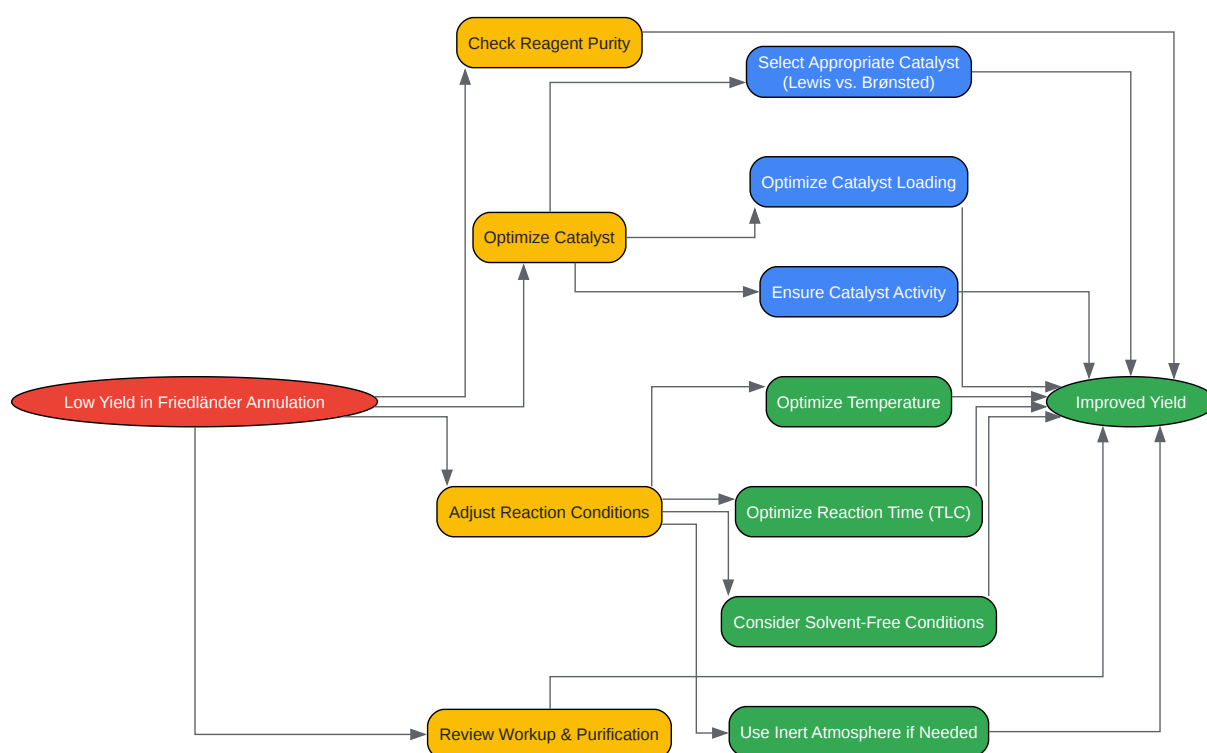 Check Reagent Purity
Select Appropriate Catalyst
(Lewis vs. Brønsted)
Optimize Catalyst Loading
Optimize Catalyst
Ensure Catalyst Activity
Low Yield in Friedländer Annulation
Optimize Temperature
Improved Yield
Adjust Reaction Conditions
Optimize Reaction Time (TLC)
Consider Solvent-Free Conditions
Review Workup & Purification
Use Inert Atmosphere if Needed